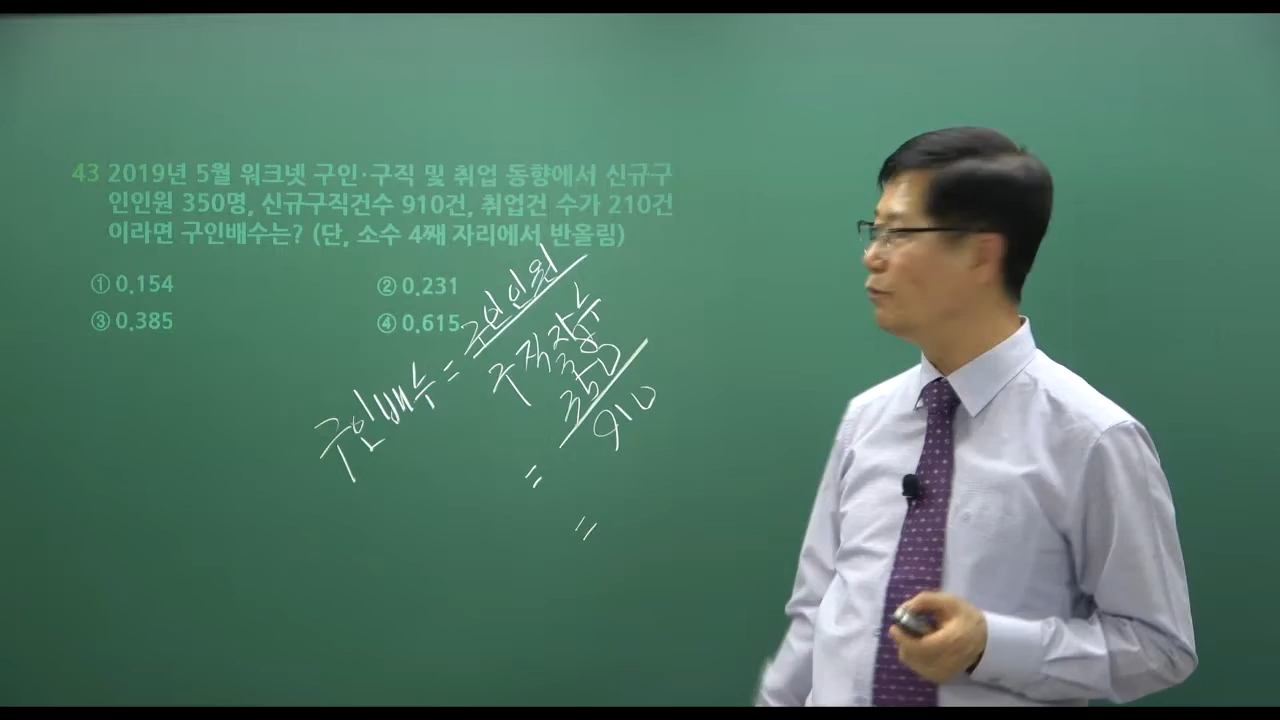 43 2019년 5월 워크넷 구인·구직 및 취업 동향에서 신규구
인인원 350명, 신규구직건수 910건, 취업건 수가 210건
이라면 구인배수는? (단, 소수 4째 자리에서 반올림)
① 0.154
② 0.231
③ 0.385
④ 0.615
구인배수 = 구인인원
구직자수
=
910
=